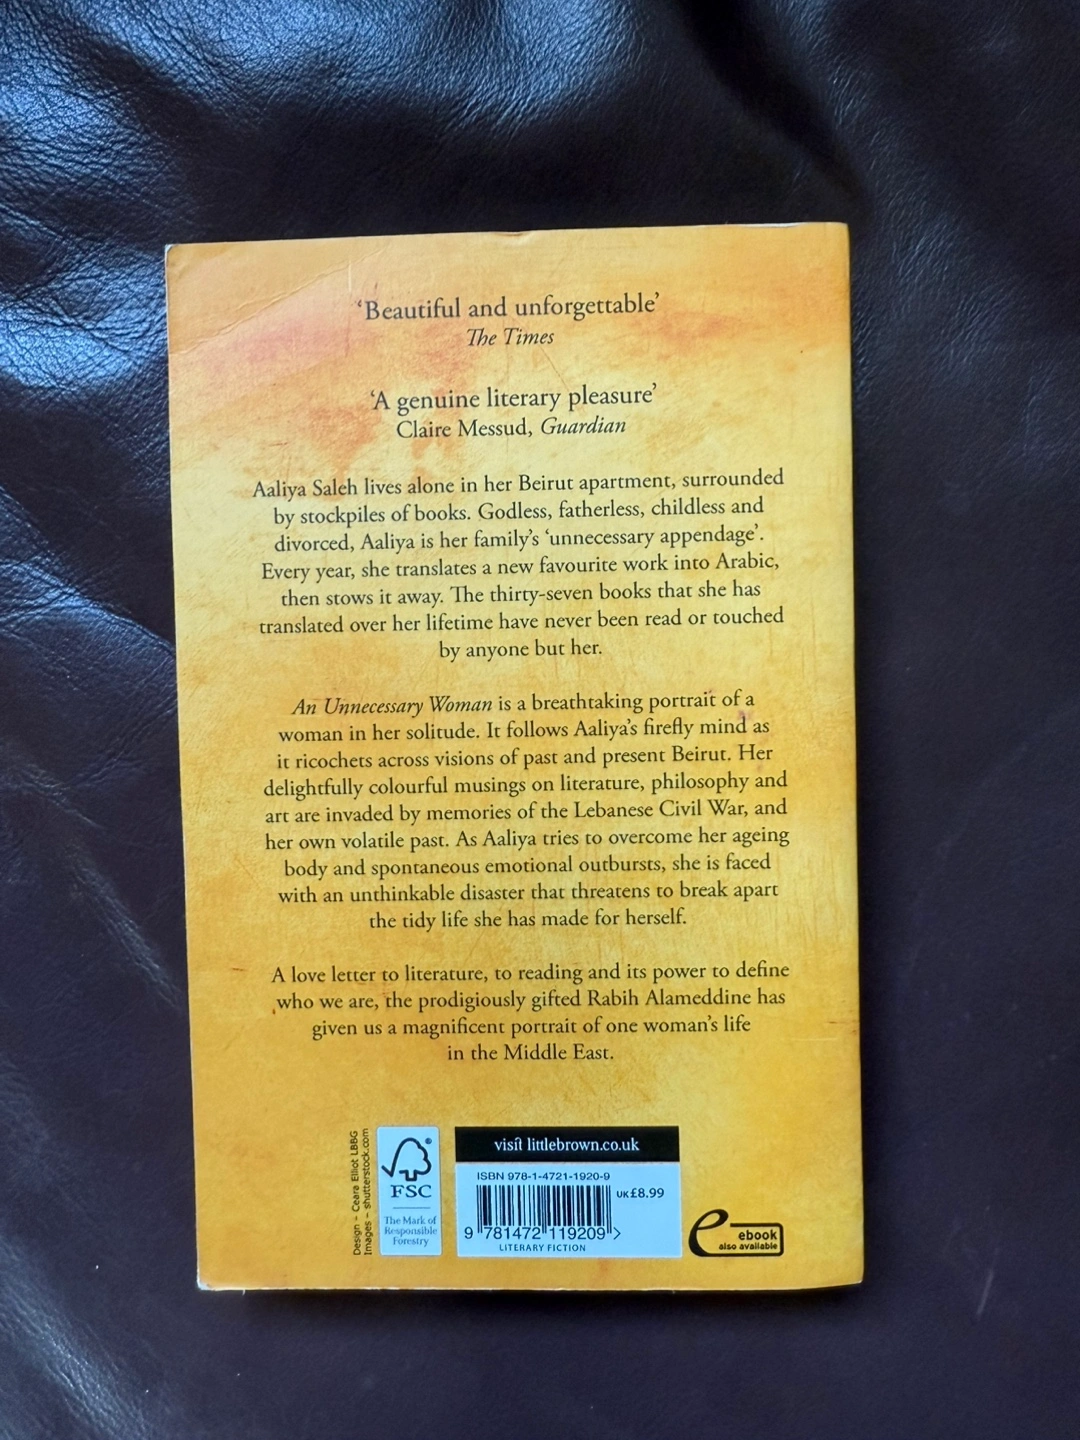 ‘Beautiful and unforgettable’
The Times
‘A genuine literary pleasure’
Claire Messud, Guardian
Aaliya Saleh lives alone in her Beirut apartment, surrounded
by stockpiles of books. Godless, fatherless, childless and
divorced, Aaliya is her family’s ‘unnecessary appendage’.
Every year, she translates a new favourite work into Arabic,
then stows it away. The thirty-seven books that she has
translated over her lifetime have never been read or touched
by anyone but her.
An Unnecessary Woman is a breathtaking portrait of a
woman in her solitude. It follows Aaliya’s firefly mind as
it ricochets across visions of past and present Beirut. Her
delightfully colourful musings on literature, philosophy and
art are invaded by memories of the Lebanese Civil War, and
her own volatile past. As Aaliya tries to overcome her ageing
body and spontaneous emotional outbursts, she is faced
with an unthinkable disaster that threatens to break apart
the tidy life she has made for herself.
A love letter to literature, to reading and its power to define
who we are, the prodigiously gifted Rabih Alameddine has
given us a magnificent portrait of one woman’s life
in the Middle East.
Design – Ceara Elliot LBBG
Images – shutterstock.com
®
FSC
The Mark of
Responsible
Forestry
visit littlebrown.co.uk
ISBN 978-1-4721-1920-9
UK£8.99
9 781472 119209 >
LITERARY FICTION
ebook
also available